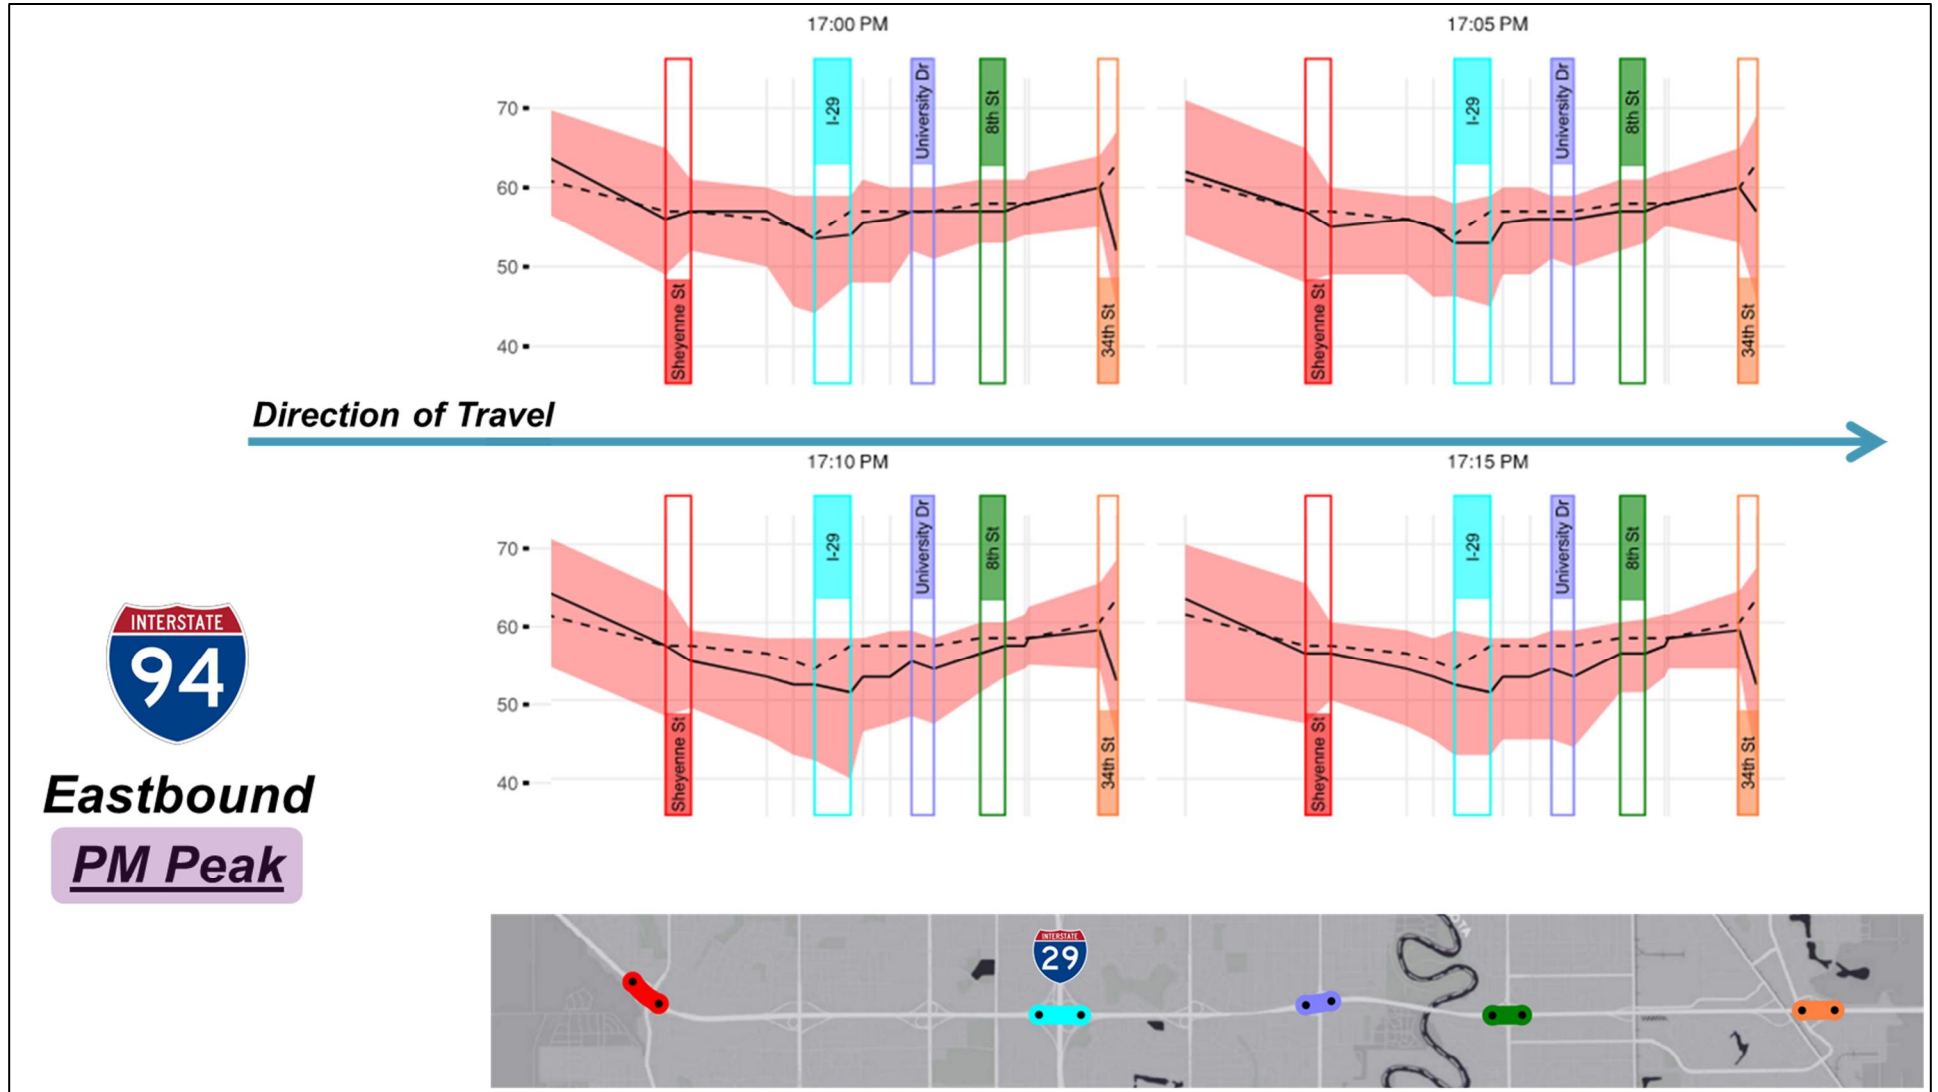 17:00 PM
17:05 PM
70
60
50
40
Sheyenne St
I-29
University Dr
8th St
34th St
Sheyenne St
I-29
University Dr
8th St
34th St
Direction of Travel
17:10 PM
17:15 PM
70
60
50
40
Sheyenne St
I-29
University Dr
8th St
34th St
Sheyenne St
I-29
University Dr
8th St
34th St
INTERSTATE
94
Eastbound
PM Peak
INTERSTATE
29